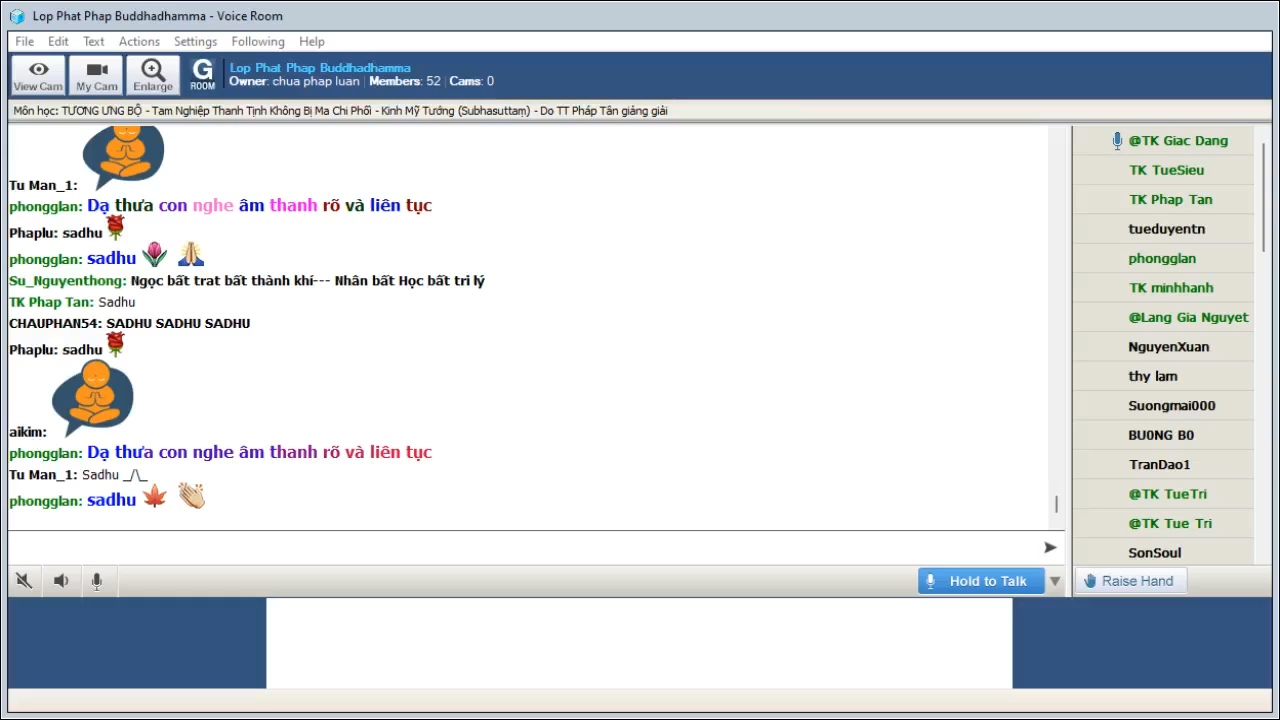 Lop Phat Phap Buddhadhamma - Voice Room
File Edit Text Actions Settings Following Help
View Cam My Cam Enlarge G ROOM
Lop Phat Phap Buddhadhamma
Owner: chua phap luan | Members: 52 | Cams: 0
Môn học: TƯƠNG ƯNG BỘ - Tam Nghiệp Thanh Tịnh Không Bị Ma Chi Phối - Kinh Mỹ Tướng (Subhasuttaṃ) - Do TT Pháp Tân giảng giải
Tu Man_1:
phongglan: Dạ thưa con nghe âm thanh rõ và liên tục
Phaplu: sadhu
phongglan: sadhu
Su_Nguyenthong: Ngọc bất trat bất thành khí--- Nhân bất Học bất tri lý
TK Phap Tan: Sadhu
CHAUPHAN54: SADHU SADHU SADHU
Phaplu: sadhu
aikim:
phongglan: Dạ thưa con nghe âm thanh rõ và liên tục
Tu Man_1: Sadhu _/\_
phongglan: sadhu
@TK Giac Dang
TK TueSieu
TK Phap Tan
tueduyentn
phongglan
TK minhhanh
@Lang Gia Nguyet
NguyenXuan
thy lam
Suongmai000
BU0NG B0
TranDao1
@TK TueTri
@TK Tue Tri
SonSoul
Hold to Talk
Raise Hand